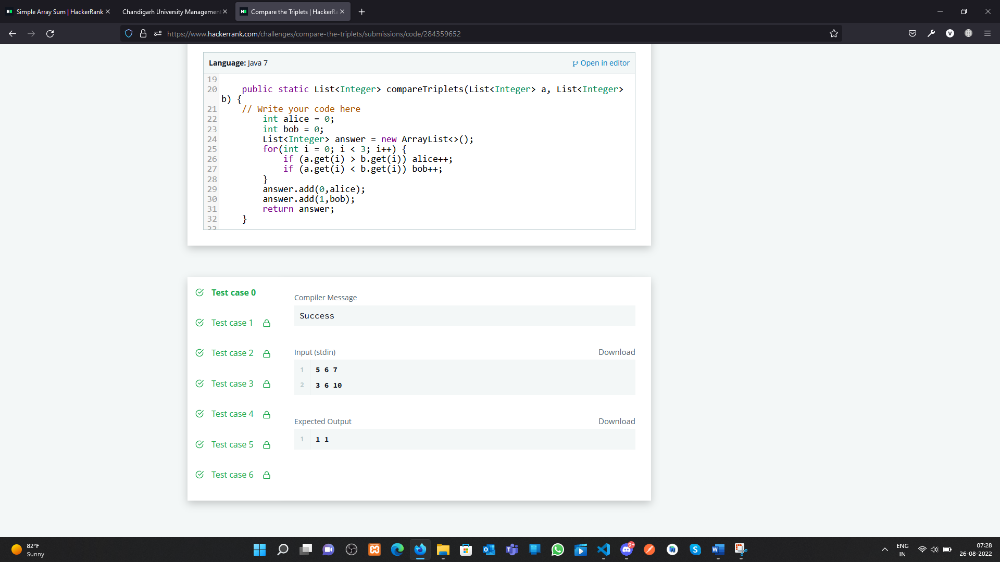 Simple Array Sum | HackerRank
Chandigarh University Management
Compare the Triplets | HackerRa
https://www.hackerrank.com/challenges/compare-the-triplets/submissions/code/284359652
Language: Java 7
Open in editor
19
20 public static List<Integer> compareTriplets(List<Integer> a, List<Integer>
b) {
21 // Write your code here
22 int alice = 0;
23 int bob = 0;
24 List<Integer> answer = new ArrayList<>();
25 for(int i = 0; i < 3; i++) {
26 if (a.get(i) > b.get(i)) alice++;
27 if (a.get(i) < b.get(i)) bob++;
28 }
29 answer.add(0,alice);
30 answer.add(1,bob);
31 return answer;
32 }
33
Test case 0
Test case 1
Test case 2
Test case 3
Test case 4
Test case 5
Test case 6
Compiler Message
Success
Input (stdin)
Download
1 5 6 7
2 3 6 10
Expected Output
Download
1 1 1
82°F
Sunny
9+
ENG
IN
07:28
26-08-2022